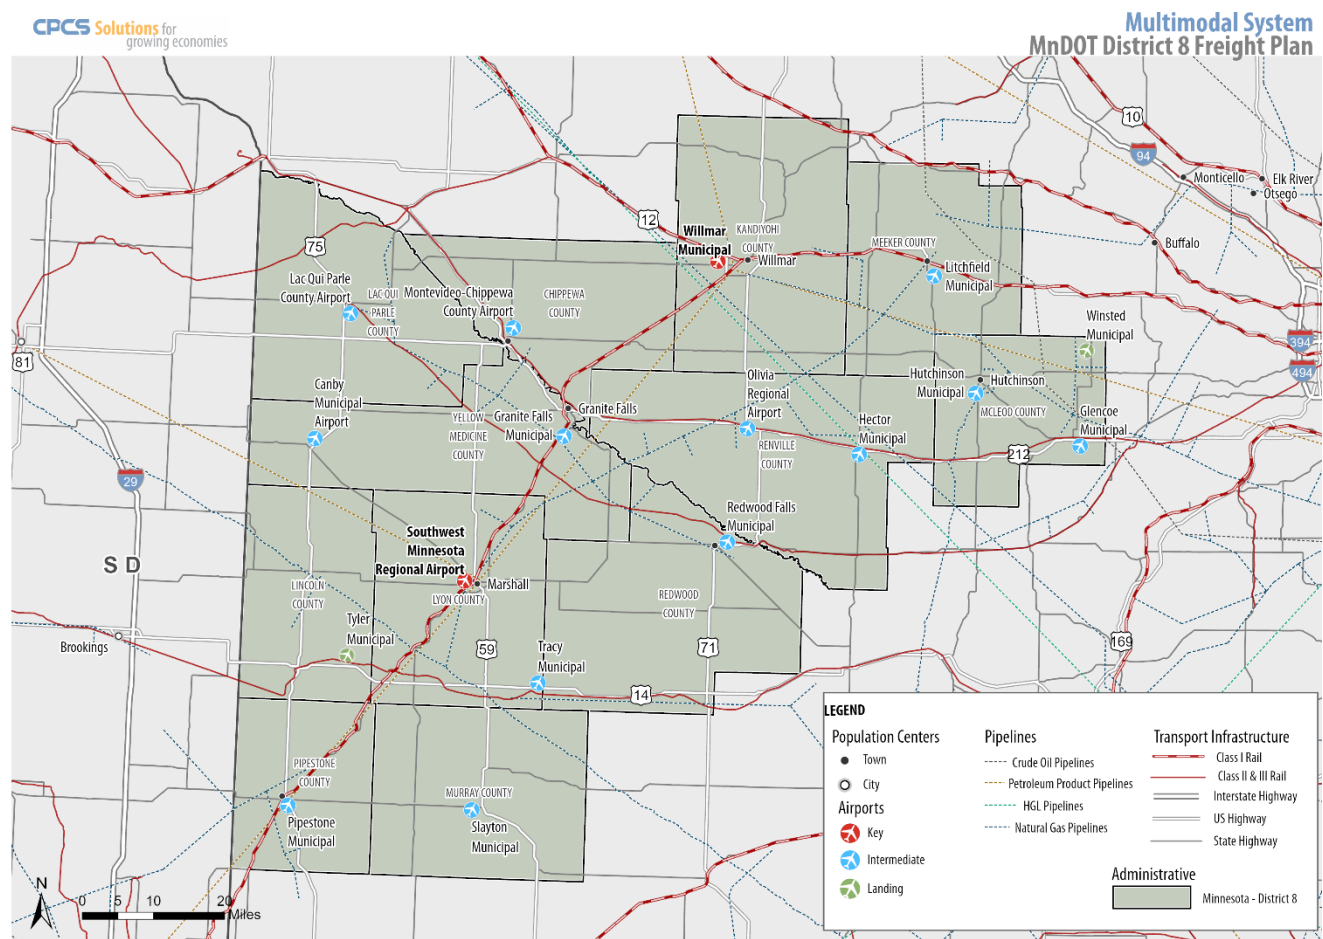 CPCS Solutions for
growing economies
Multimodal System
MnDOT District 8 Freight Plan
10
94
Monticello
Elk River
Otsego
12
Willmar
Municipal
KANDIYOHI
COUNTY
Willmar
MEEKER COUNTY
Buffalo
75
Litchfield
Municipal
Lac Qui Parle
County Airport
LAC QUI
PARLE
COUNTY
Montevideo-Chippewa
County Airport
CHIPPEWA
COUNTY
Winsted
Municipal
394
494
81
Canby
Municipal
Airport
Olivia
Regional
Airport
Hutchinson
Municipal
Hutchinson
MCLEOD COUNTY
YELLOW
MEDICINE
COUNTY
Granite Falls
Municipal
Granite Falls
Hector
Municipal
Glencoe
Municipal
RENVILLE
COUNTY
212
29
Redwood Falls
Municipal
Southwest
Minnesota
Regional Airport
S D
Marshall
LINCOLN
COUNTY
LYON COUNTY
REDWOOD
COUNTY
Tyler
Municipal
Brookings
59
Tracy
Municipal
71
169
14
PIPESTONE
COUNTY
MURRAY COUNTY
Pipestone
Municipal
Slayton
Municipal
N
0 5 10 20
Miles
LEGEND
Population Centers
Town
City
Airports
Key
Intermediate
Landing
Pipelines
Crude Oil Pipelines
Petroleum Product Pipelines
HGL Pipelines
Natural Gas Pipelines
Transport Infrastructure
Class I Rail
Class II & III Rail
Interstate Highway
US Highway
State Highway
Administrative
Minnesota - District 8